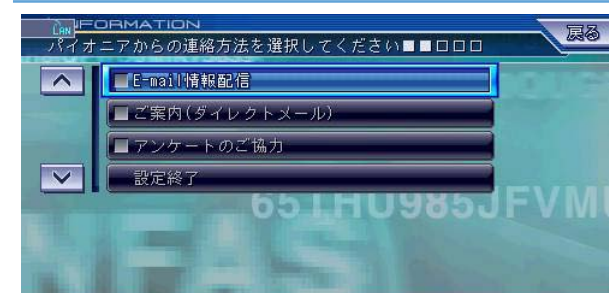 LAN
INFORMATION
戻る
パイオニアからの連絡方法を選択してください■■□□□
E-mail情報配信
ご案内(ダイレクトメール)
アンケートのご協力
設定終了